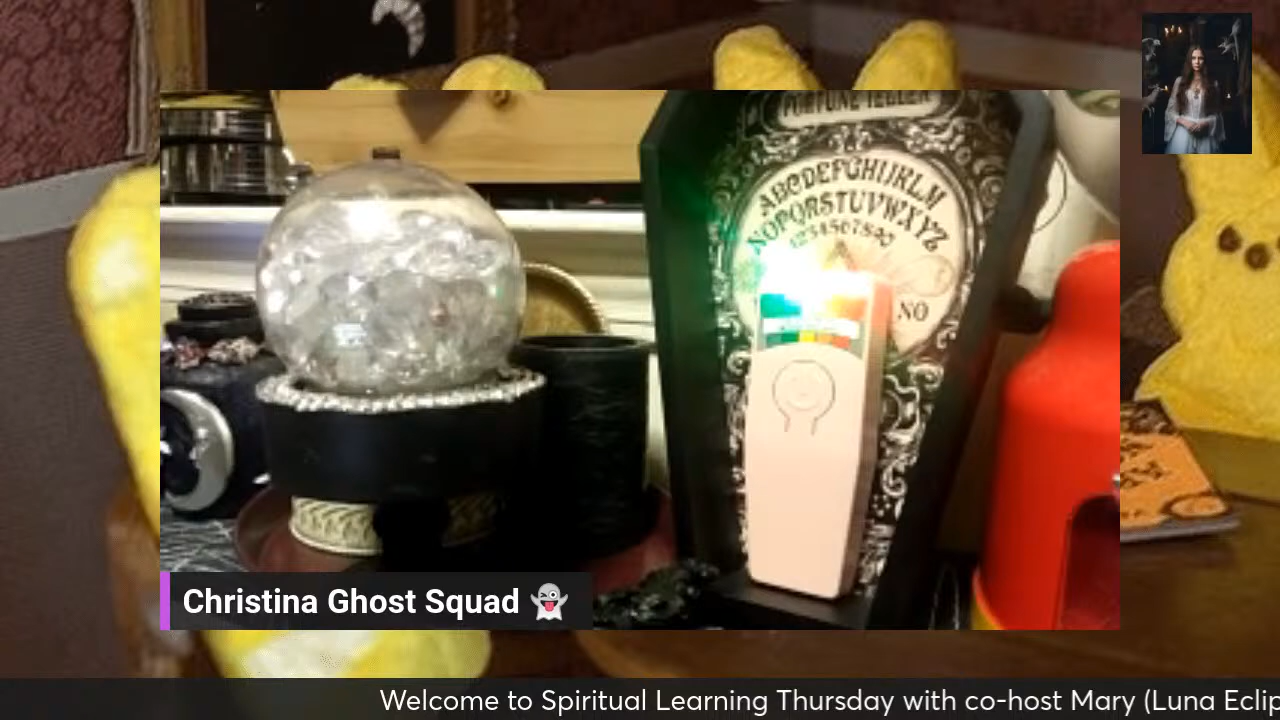 FORTUNE TELLER
ABCDEFGHIJKLM
NOPQRSTUVWXYZ
1234567890
NO
Christina Ghost Squad 👻
Welcome to Spiritual Learning Thursday with co-host Mary (Luna Eclip